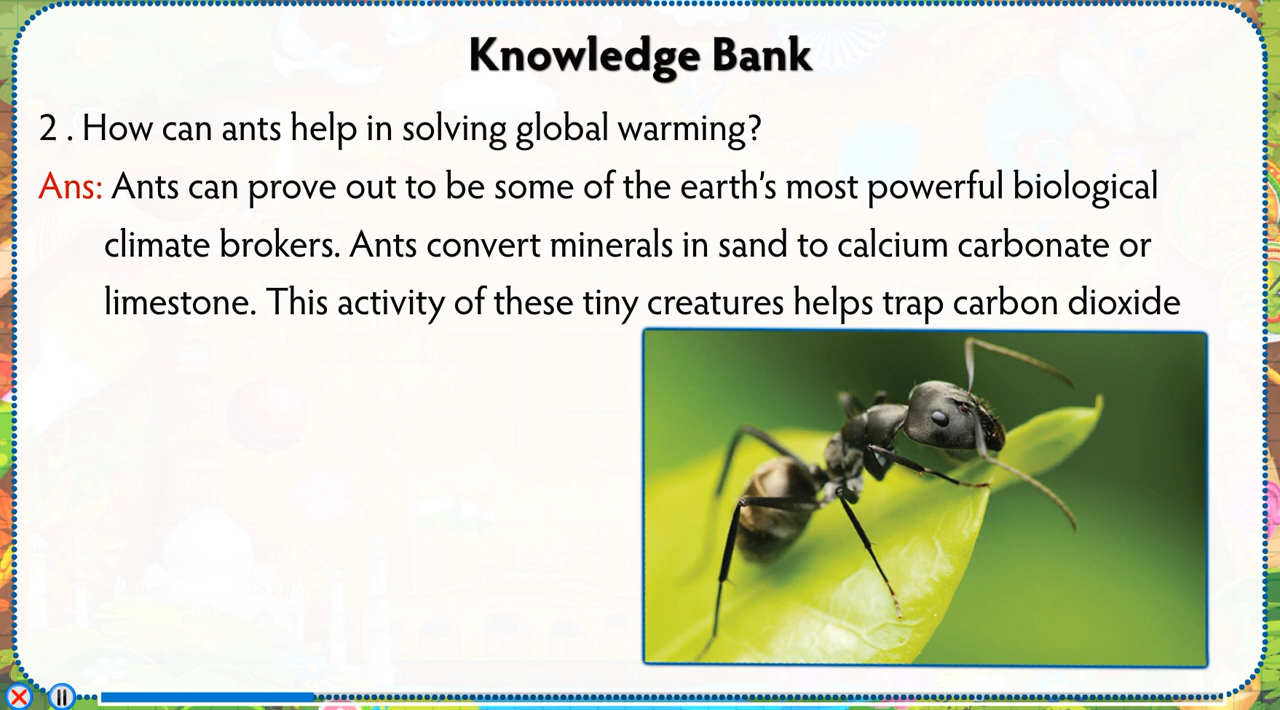 Knowledge Bank
2 . How can ants help in solving global warming?
Ans: Ants can prove out to be some of the earth's most powerful biological
climate brokers. Ants convert minerals in sand to calcium carbonate or
limestone. This activity of these tiny creatures helps trap carbon dioxide